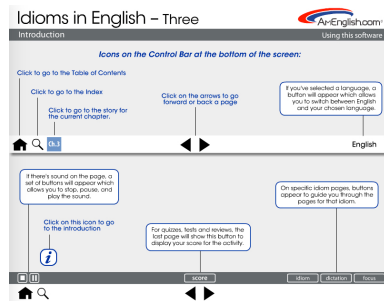 Idioms in English – Three
AmEnglish.com
Introduction
Using this software
Icons on the Control Bar at the bottom of the screen:
Click to go to the Table of Contents
Click to go to the Index
Click to go to the story for
the current chapter.
Click on the arrows to go
forward or back a page
If you've selected a language, a
button will appear which allows
you to switch between English
and your chosen language.
Ch.3
English
If there's sound on the page, a
set of buttons will appear which
allows you to stop, pause, and
play the sound.
Click on this icon to go
to the introduction
i
For quizzes, tests and reviews, the
last page will show this button to
display your score for the activity.
On specific idiom pages, buttons
appear to guide you through the
pages for that idiom.
score
idiom
dictation
focus